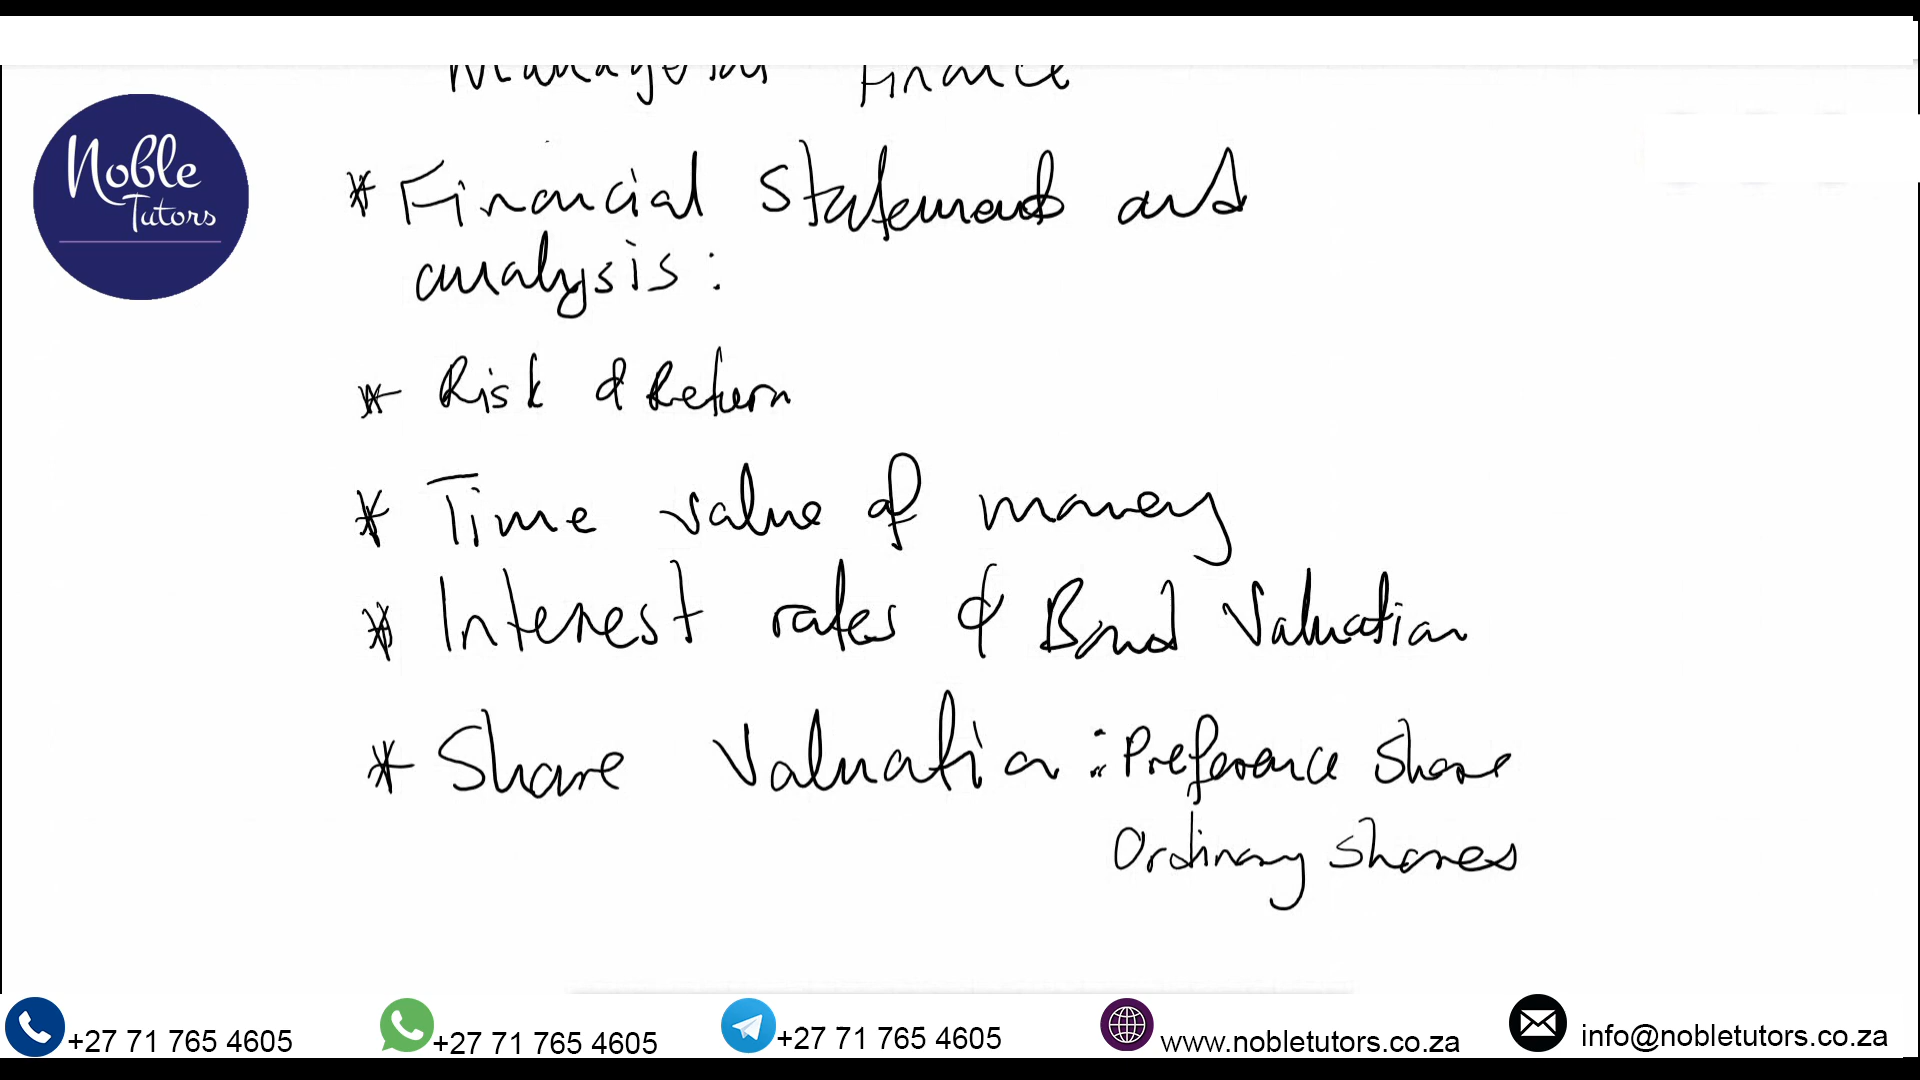 Managerial Finance
Noble
Tutors
* Financial Statements and
analysis:
* Risk & Return
* Time value of money
* Interest rates & Bond Valuation
* Share Valuation : Preference Share
Ordinary Shares
+27 71 765 4605
+27 71 765 4605
+27 71 765 4605
www.nobletutors.co.za
info@nobletutors.co.za